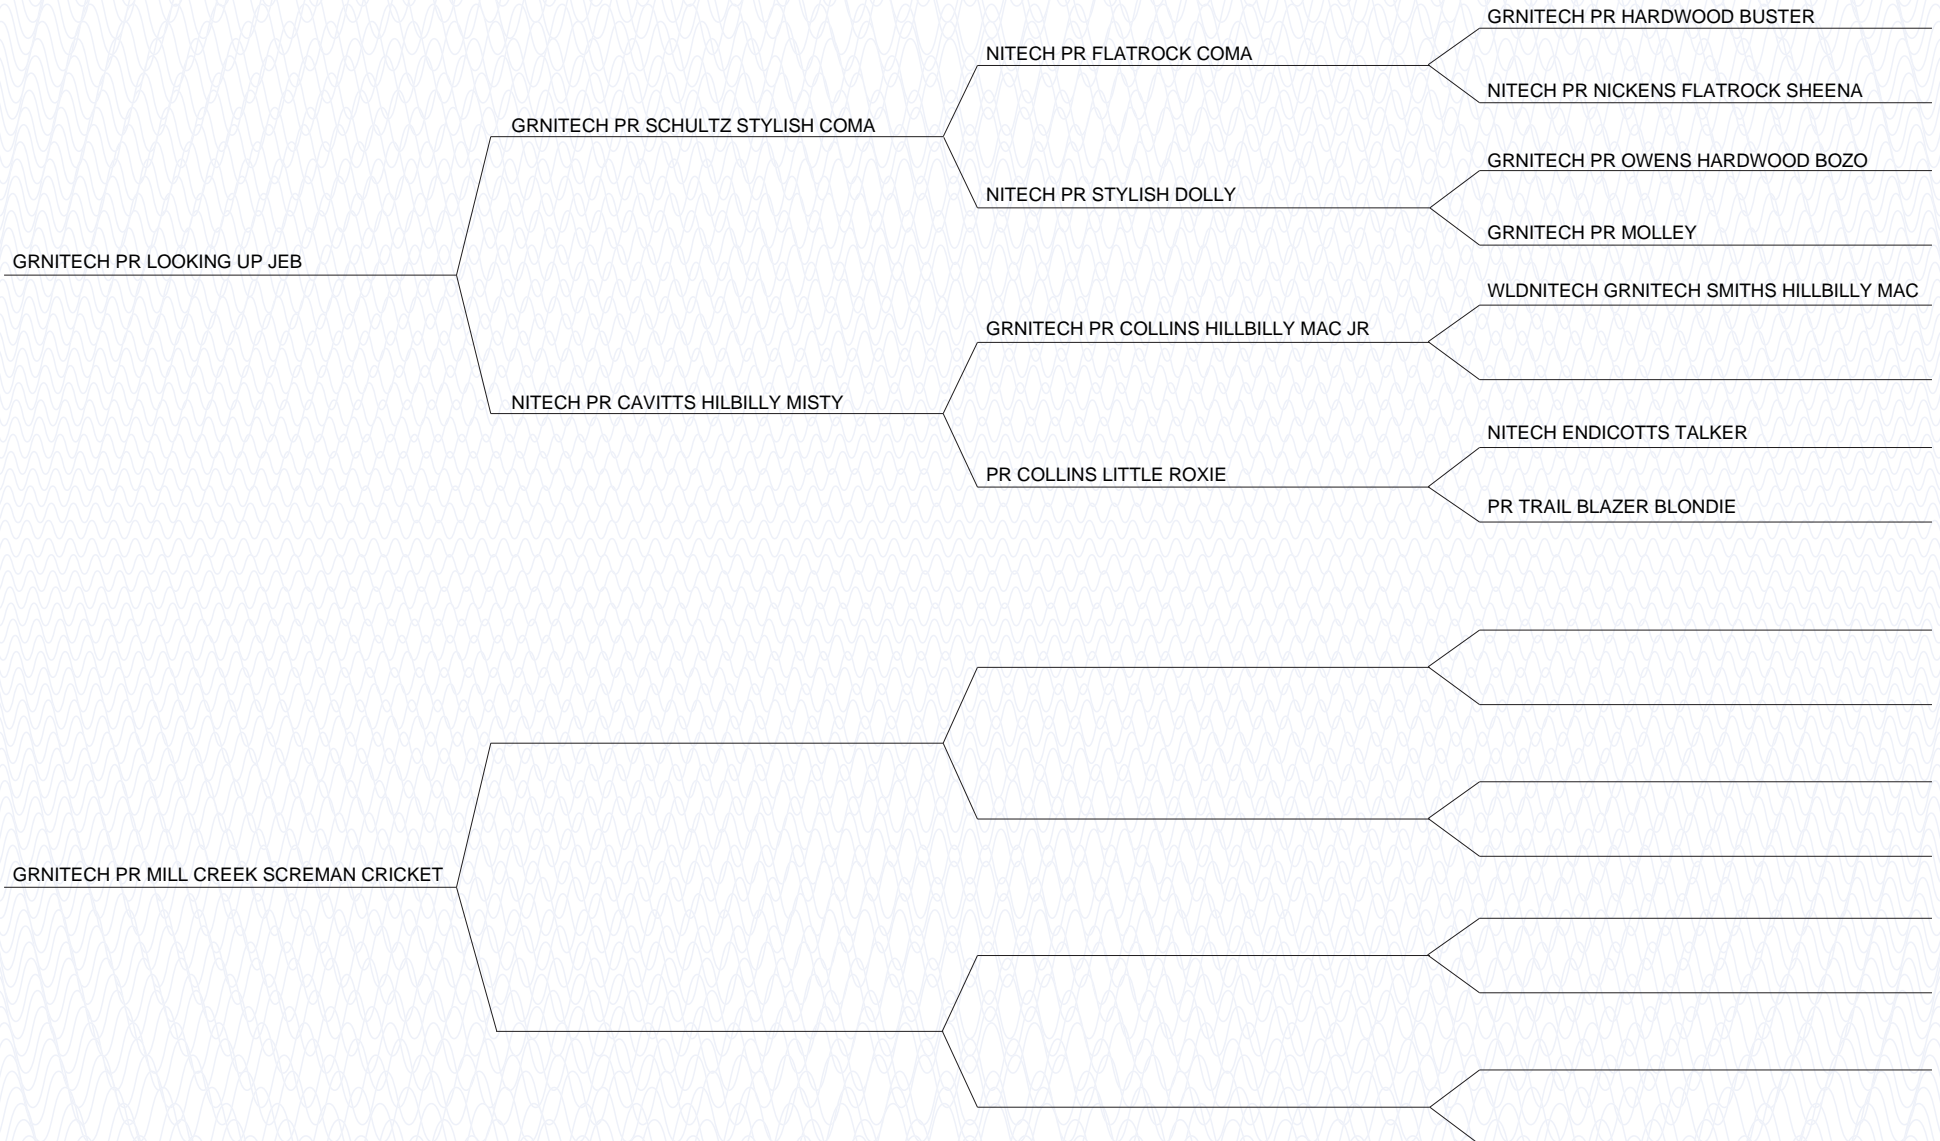 GRNITECH PR HARDWOOD BUSTER
NITECH PR FLATROCK COMA
NITECH PR NICKENS FLATROCK SHEENA
GRNITECH PR SCHULTZ STYLISH COMA
GRNITECH PR OWENS HARDWOOD BOZO
NITECH PR STYLISH DOLLY
GRNITECH PR MOLLEY
GRNITECH PR LOOKING UP JEB
WLDNITECH GRNITECH SMITHS HILLBILLY MAC
GRNITECH PR COLLINS HILLBILLY MAC JR
NITECH PR CAVITTS HILBILLY MISTY
NITECH ENDICOTTS TALKER
PR COLLINS LITTLE ROXIE
PR TRAIL BLAZER BLONDIE
GRNITECH PR MILL CREEK SCREMAN CRICKET